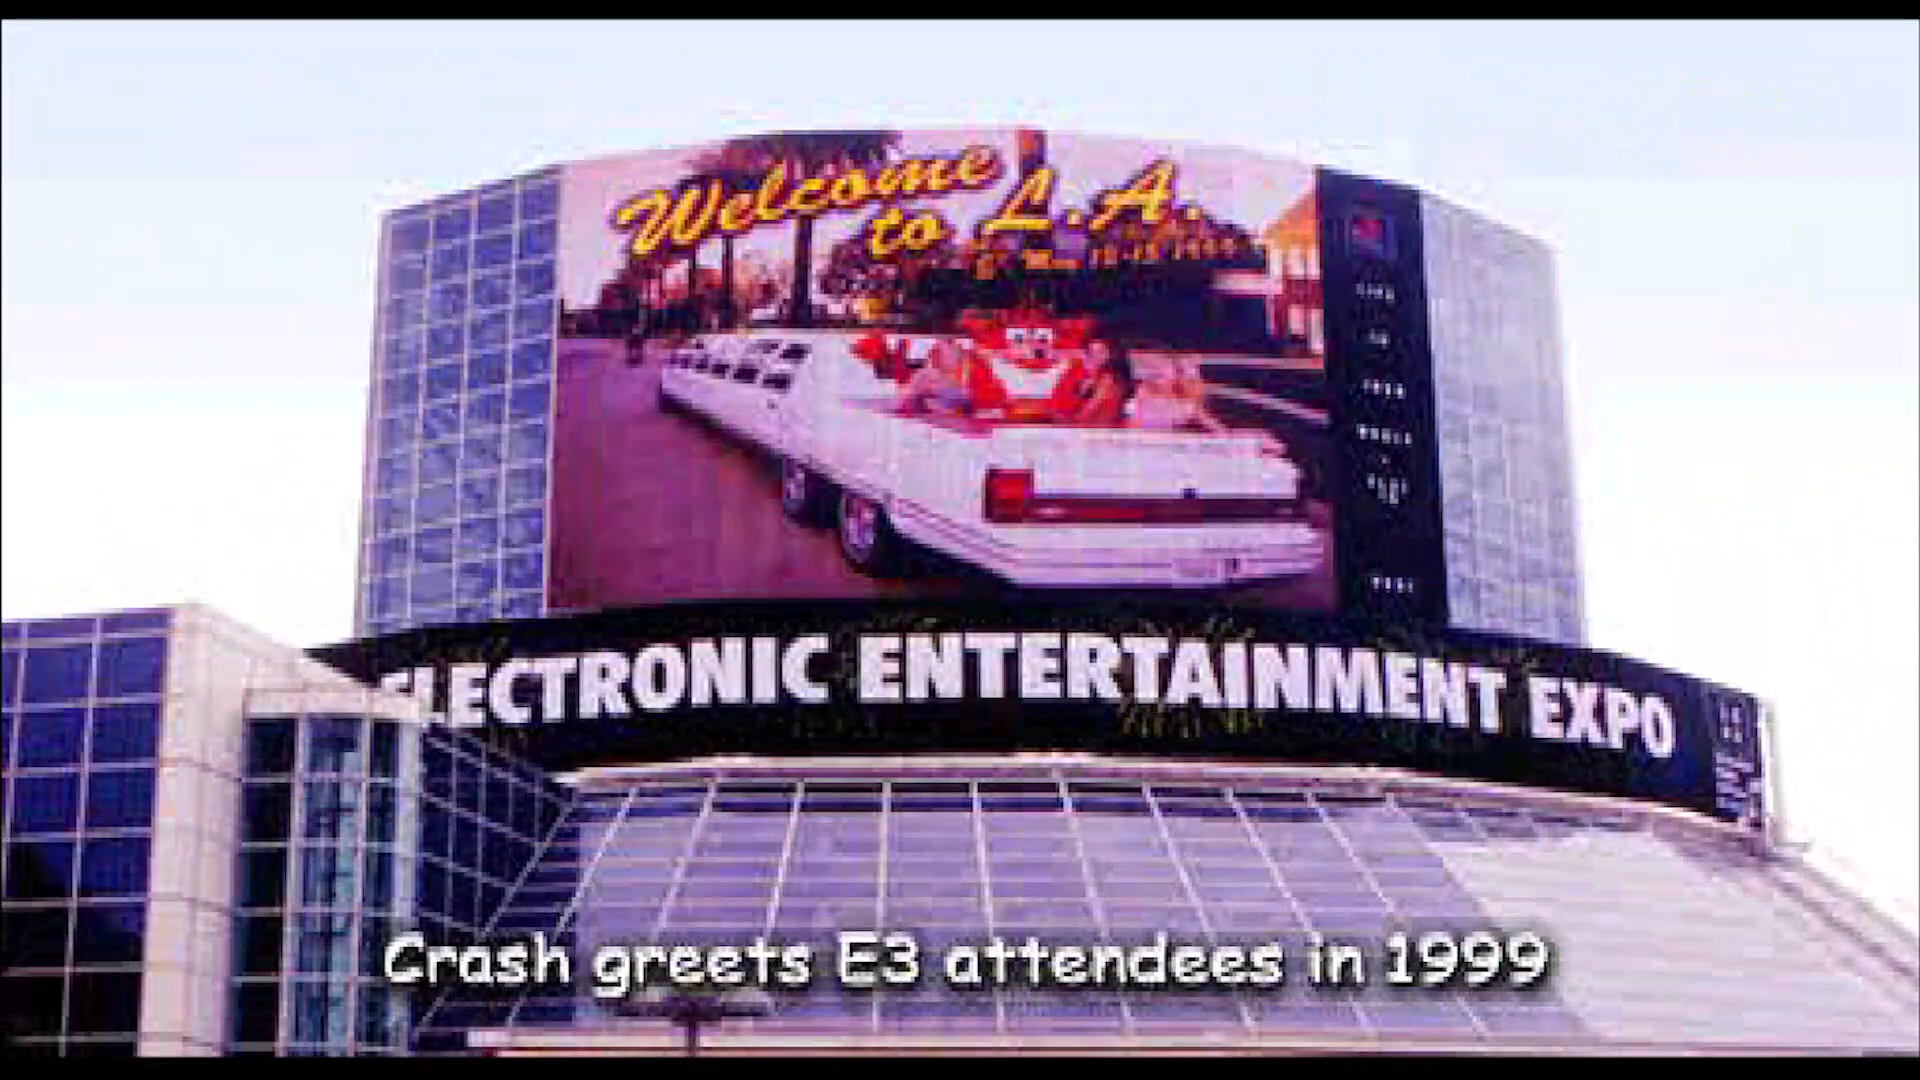 Welcome
to L.A.
ELECTRONIC ENTERTAINMENT EXPO
Crash greets E3 attendees in 1999